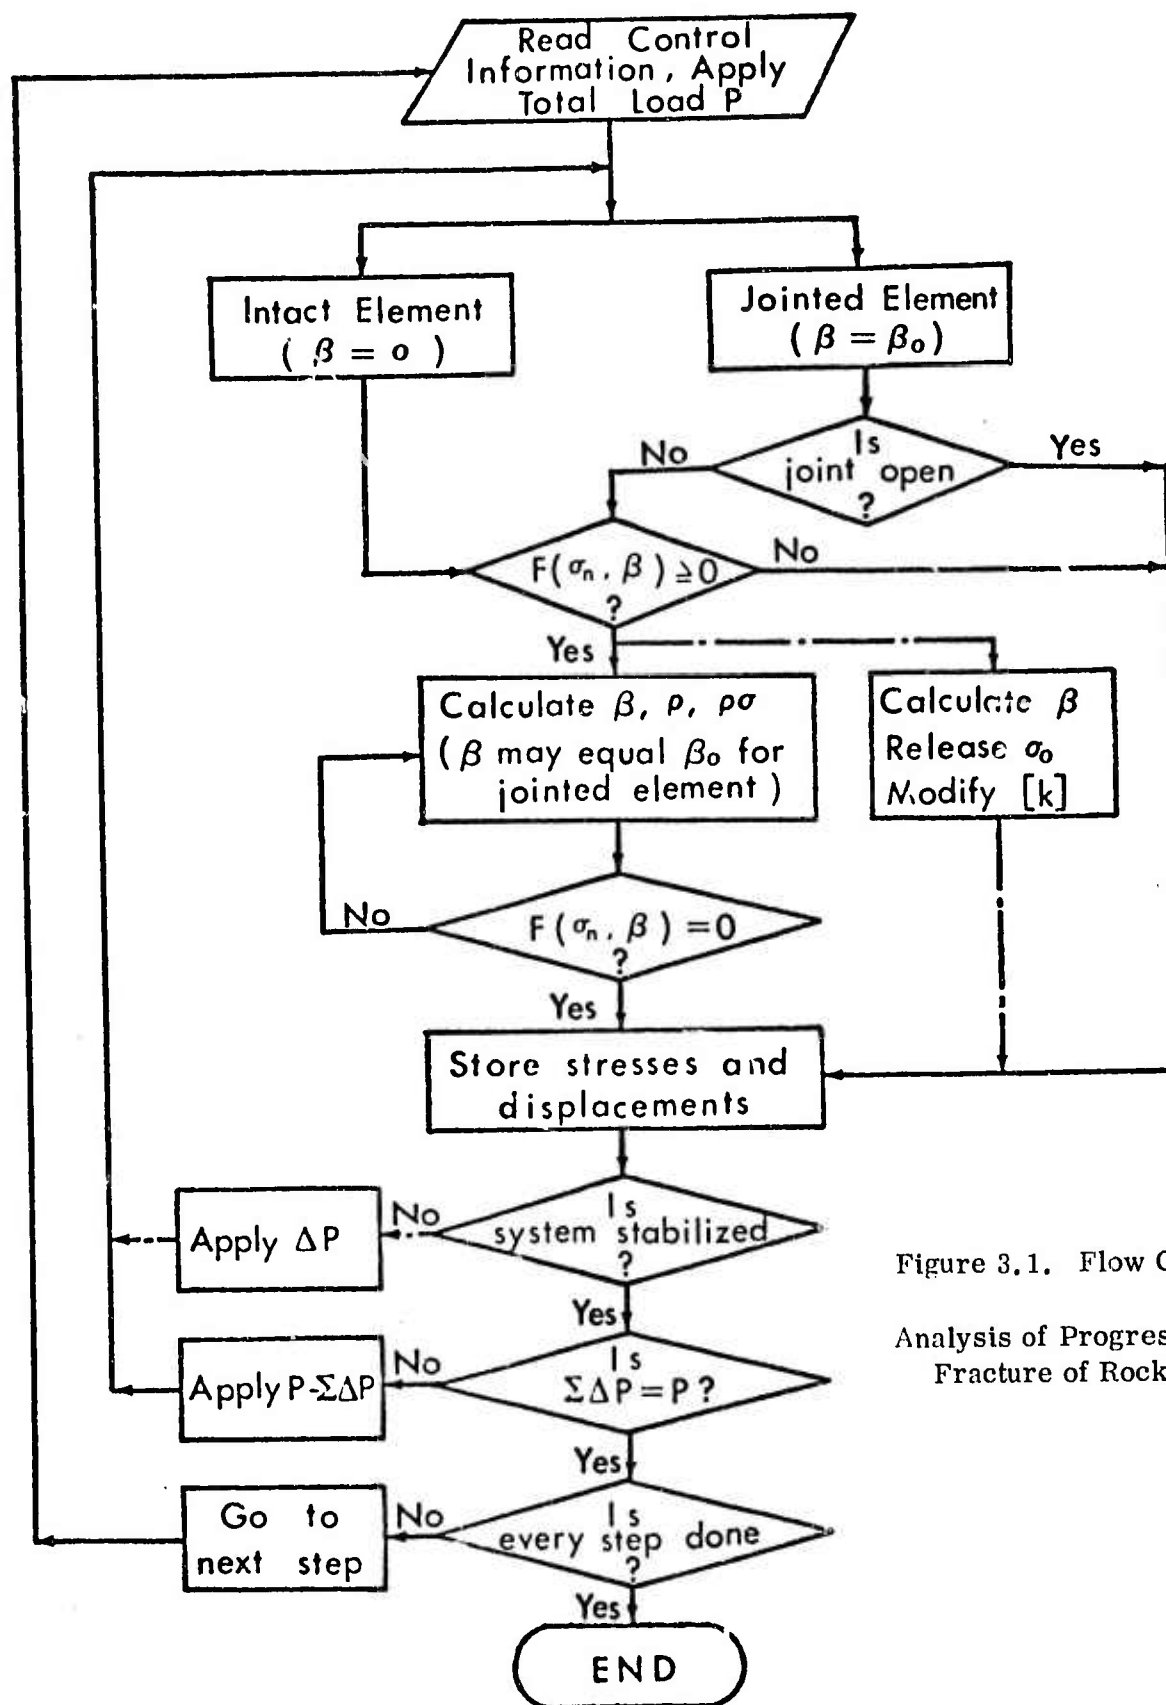 Read Control
Information, Apply
Total Load P
Intact Element
( β = o )
Jointed Element
( β = βo )
Is
joint open
?
No
Yes
F( σn, β ) ≧ 0
?
No
Yes
Calculate β, ρ, ρσ
( β may equal βo for
jointed element )
Calculate β
Release σo
Modify [k]
F ( σn, β ) = 0
?
No
Yes
Store stresses and
displacements
Is
system stabilized
?
No
Apply ΔP
Yes
Is
ΣΔP = P ?
No
Apply P-ΣΔP
Yes
Is
every step done
?
No
Go to
next step
Yes
END
Figure 3.1. Flow C
Analysis of Progres
Fracture of Rock